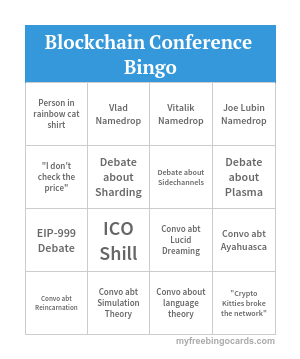 Blockchain Conference
Bingo
Person in
rainbow cat
shirt
Vlad
Namedrop
Vitalik
Namedrop
Joe Lubin
Namedrop
"I don't
check the
price"
Debate
about
Sharding
Debate about
Sidechannels
Debate
about
Plasma
EIP-999
Debate
ICO
Shill
Convo abt
Lucid
Dreaming
Convo abt
Ayahuasca
Convo abt
Reincarnation
Convo abt
Simulation
Theory
Convo about
language
theory
"Crypto
Kitties broke
the network"
myfreebingocards.com